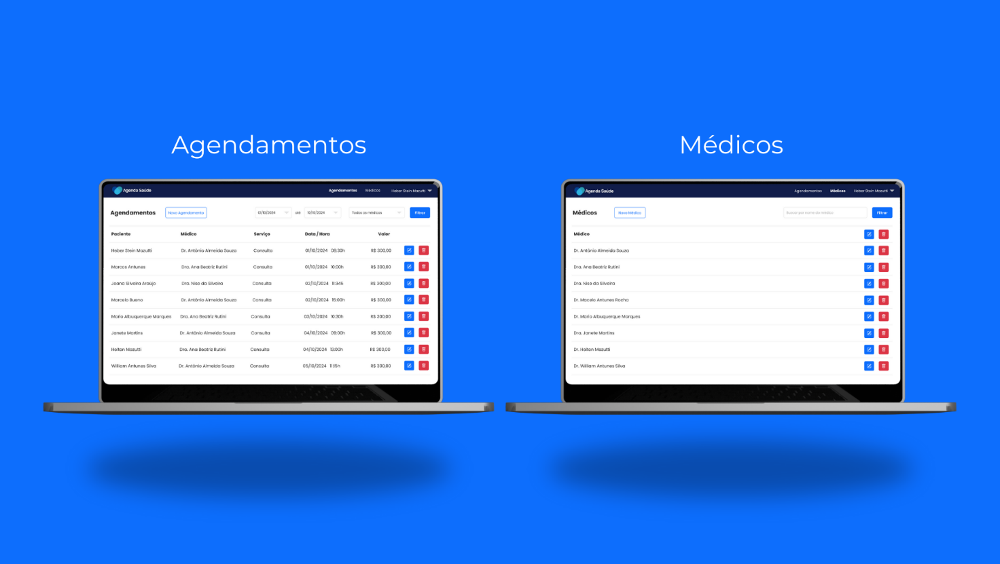 Agendamentos
Agenda Saúde
Agendamentos Médicos Heber Stein Mazutti
Agendamentos Novo Agendamento 01/10/2024 até 10/10/2024 Todos os médicos Filtrar
Paciente Médico Serviço Data / Hora Valor
Heber Stein Mazutti Dr. Antônio Almeida Souza Consulta 01/10/2024 08:30h R$ 300,00
Marcos Antunes Dra. Ana Beatriz Rutini Consulta 01/10/2024 10:00h R$ 300,00
Joana Silveira Araújo Dra. Nise da Silveira Consulta 02/10/2024 11:345 R$ 300,00
Marcelo Bueno Dr. Antônio Almeida Souza Consulta 02/10/2024 15:00h R$ 300,00
Mario Albuquerque Marques Dra. Ana Beatriz Rutini Consulta 03/10/2024 10:30h R$ 300,00
Janete Martins Dr. Antônio Almeida Souza Consulta 04/10/2024 09:00h R$ 300,00
Helton Mazutti Dra. Ana Beatriz Rutini Consulta 04/10/2024 13:00h R$ 300,00
William Antunes Silva Dr. Antônio Almeida Souza Consulta 05/10/2024 11:15h R$ 300,00
Médicos
Agenda Saúde
Agendamentos Médicos Heber Stein Mazutti
Médicos Novo Médico Buscar por nome do médico Filtrar
Médico
Dr. Antônio Almeida Souza
Dra. Ana Beatriz Rutini
Dra. Nise da Silveira
Dr. Macelo Antunes Rocha
Dr. Mario Albuquerque Marques
Dra. Janete Martins
Dr. Helton Mazutti
Dr. William Antunes Silva